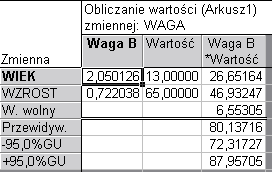 Obliczanie wartości (Arkusz1)
zmiennej: WAGA
Zmienna Waga B Wartość Waga B *Wartość
WIEK 2,050126 13,00000 26,65164
WZROST 0,722038 65,00000 46,93247
W. wolny 6,55305
Przewidyw. 80,13716
-95,0%GU 72,31727
+95,0%GU 87,95705